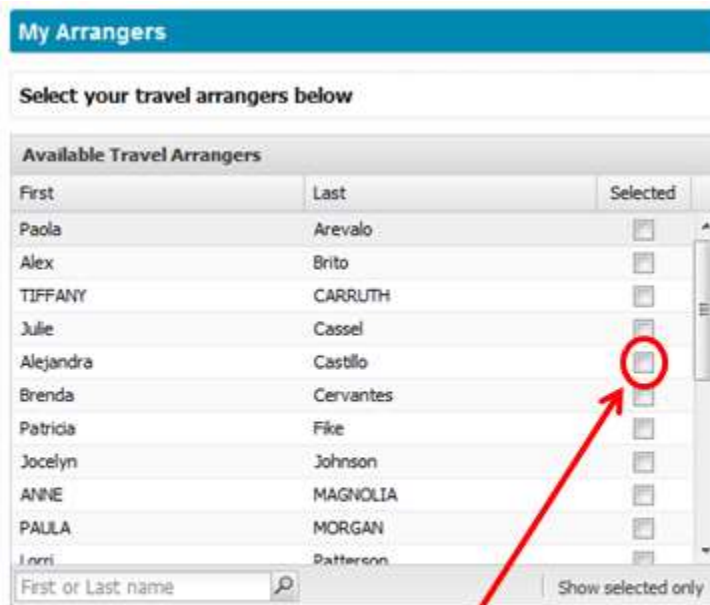 My Arrangers
Select your travel arrangers below
Available Travel Arrangers
First Last Selected
Paola Arevalo
Alex Brito
TIFFANY CARRUTH
Julie Cassel
Alejandra Castillo
Brenda Cervantes
Patricia Fike
Jocelyn Johnson
ANNE MAGNOLIA
PAULA MORGAN
Lorri Patterson
First or Last name Show selected only